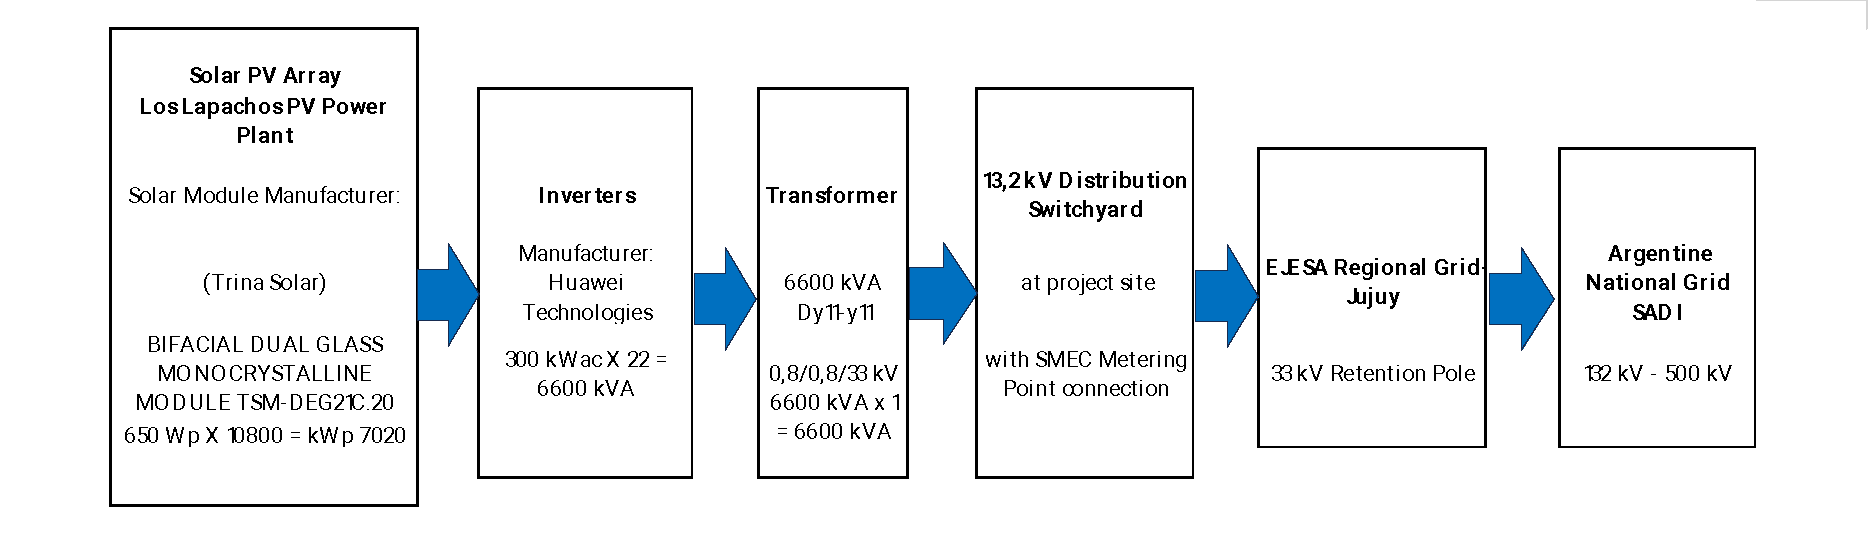 Solar PV Array
Los Lapachos PV Power
Plant
Solar Module Manufacturer:
(Trina Solar)
BIFACIAL DUAL GLASS
MONOCRYSTALLINE
MODULE TSM-DEG21C.20
650 Wp X 10800 = kWp 7020
Inverters
Manufacturer:
Huawei
Technologies
300 kWac X 22 =
6600 kVA
Transformer
6600 kVA
Dy11-y11
0,8/0,8/33 kV
6600 kVA x 1
= 6600 kVA
13,2 kV Distribution
Switchyard
at project site
with SMEC Metering
Point connection
EJESA Regional Grid-
Jujuy
33 kV Retention Pole
Argentine
National Grid
SADI
132 kV - 500 kV